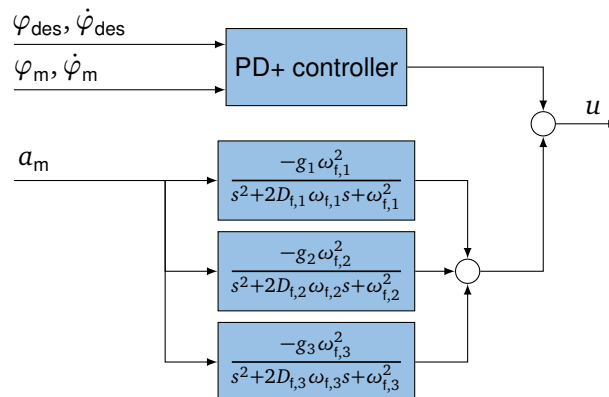 φ_des, φ̇_des
φ_m, φ̇_m
PD+ controller
u
a_m
−g_1 ω_f,1^2
s^2+2D_f,1 ω_f,1 s+ω_f,1^2
−g_2 ω_f,2^2
s^2+2D_f,2 ω_f,2 s+ω_f,2^2
−g_3 ω_f,3^2
s^2+2D_f,3 ω_f,3 s+ω_f,3^2